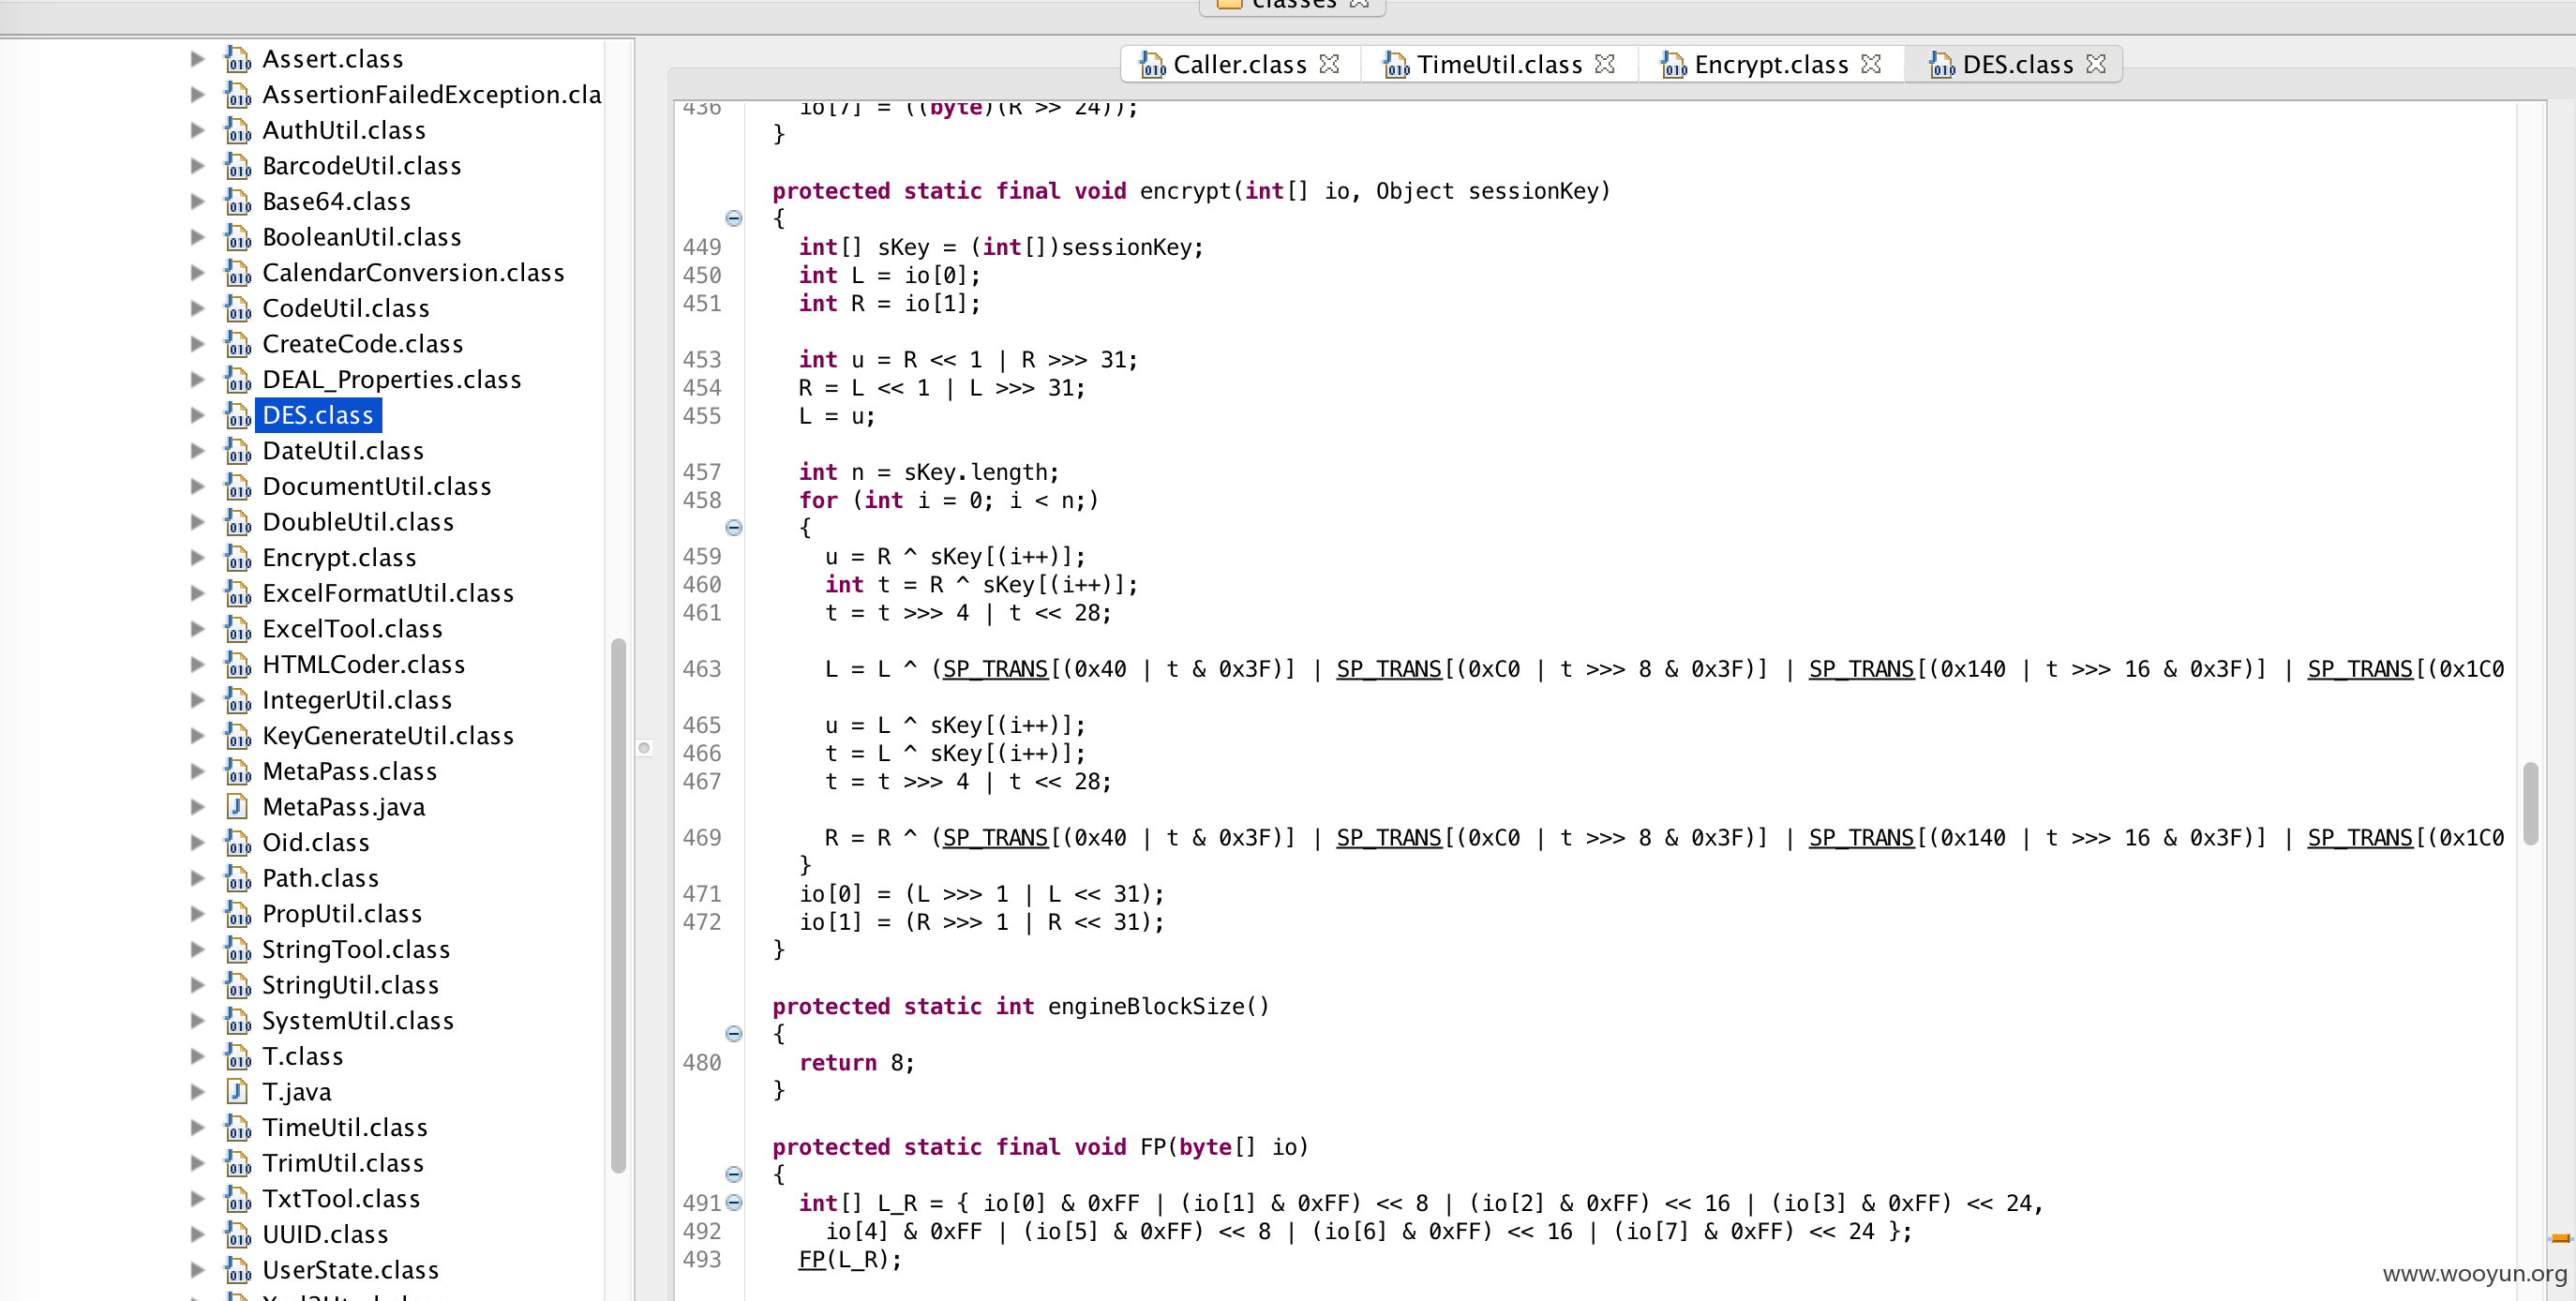 classes
Assert.class
AssertionFailedException.cla
AuthUtil.class
BarcodeUtil.class
Base64.class
BooleanUtil.class
CalendarConversion.class
CodeUtil.class
CreateCode.class
DEAL_Properties.class
DES.class
DateUtil.class
DocumentUtil.class
DoubleUtil.class
Encrypt.class
ExcelFormatUtil.class
ExcelTool.class
HTMLCoder.class
IntegerUtil.class
KeyGenerateUtil.class
MetaPass.class
MetaPass.java
Oid.class
Path.class
PropUtil.class
StringTool.class
StringUtil.class
SystemUtil.class
T.class
T.java
TimeUtil.class
TrimUtil.class
TxtTool.class
UUID.class
UserState.class
Caller.class TimeUtil.class Encrypt.class DES.class
436 io[7] = ((byte)(R >> 24));
}
protected static final void encrypt(int[] io, Object sessionKey)
{
449 int[] sKey = (int[])sessionKey;
450 int L = io[0];
451 int R = io[1];
453 int u = R << 1 | R >>> 31;
454 R = L << 1 | L >>> 31;
455 L = u;
457 int n = sKey.length;
458 for (int i = 0; i < n;)
{
459 u = R ^ sKey[(i++)];
460 int t = R ^ sKey[(i++)];
461 t = t >>> 4 | t << 28;
463 L = L ^ (SP_TRANS[(0x40 | t & 0x3F)] | SP_TRANS[(0xC0 | t >>> 8 & 0x3F)] | SP_TRANS[(0x140 | t >>> 16 & 0x3F)] | SP_TRANS[(0x1C0
465 u = L ^ sKey[(i++)];
466 t = L ^ sKey[(i++)];
467 t = t >>> 4 | t << 28;
469 R = R ^ (SP_TRANS[(0x40 | t & 0x3F)] | SP_TRANS[(0xC0 | t >>> 8 & 0x3F)] | SP_TRANS[(0x140 | t >>> 16 & 0x3F)] | SP_TRANS[(0x1C0
}
471 io[0] = (L >>> 1 | L << 31);
472 io[1] = (R >>> 1 | R << 31);
}
protected static int engineBlockSize()
{
480 return 8;
}
protected static final void FP(byte[] io)
{
491 int[] L_R = { io[0] & 0xFF | (io[1] & 0xFF) << 8 | (io[2] & 0xFF) << 16 | (io[3] & 0xFF) << 24,
492 io[4] & 0xFF | (io[5] & 0xFF) << 8 | (io[6] & 0xFF) << 16 | (io[7] & 0xFF) << 24 };
493 FP(L_R);
www.wooyun.org